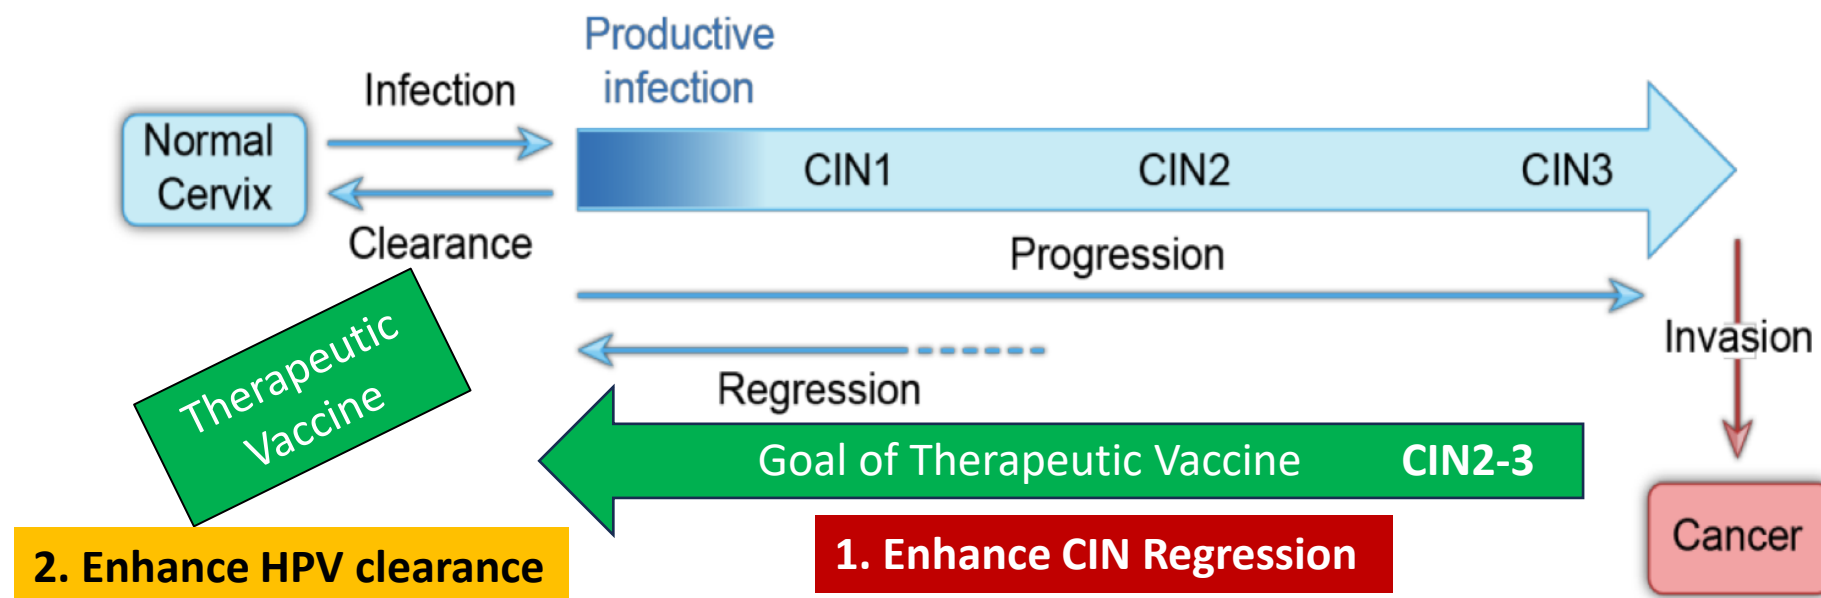 Productive
infection
Infection
Normal
Cervix
CIN1 CIN2 CIN3
Clearance
Progression
Therapeutic
Vaccine
Regression
Invasion
Goal of Therapeutic Vaccine CIN2-3
Cancer
2. Enhance HPV clearance
1. Enhance CIN Regression